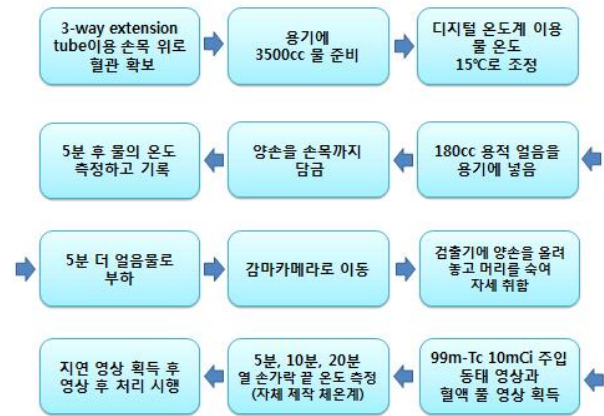 3-way extension
tube이용 손목 위로
혈관 확보
용기에
3500cc 물 준비
디지털 온도계 이용
물 온도
15℃로 조정
180cc 용적 얼음을
용기에 넣음
양손을 손목까지
담금
5분 후 물의 온도
측정하고 기록
5분 더 얼음물로
부하
감마카메라로 이동
검출기에 양손을 올려
놓고 머리를 숙여
자세 취함
99m-Tc 10mCi 주입
동태 영상과
혈액 풀 영상 획득
5분, 10분, 20분
열 손가락 끝 온도 측정
(자체 제작 체온계)
지연 영상 획득 후
영상 후 처리 시행